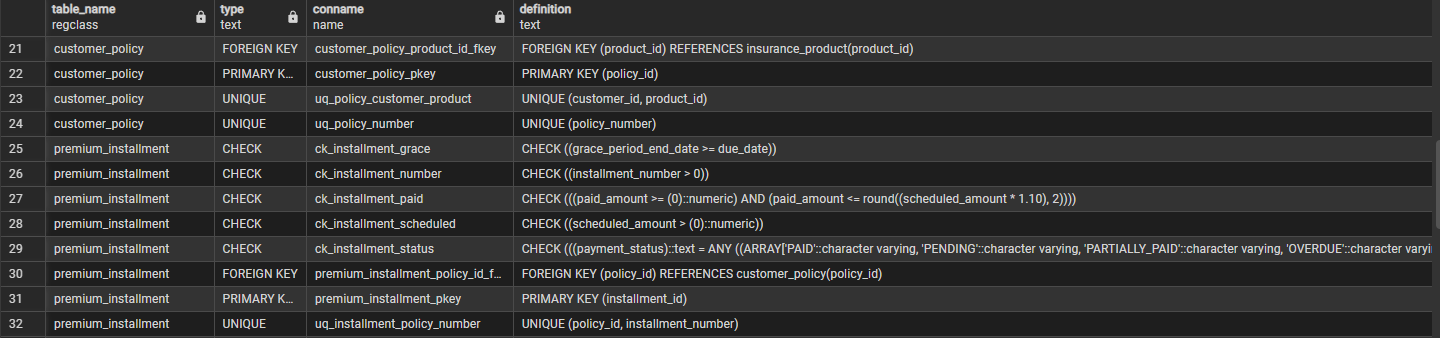 table_name type conname definition
regclass text name text
21 customer_policy FOREIGN KEY customer_policy_product_id_fkey FOREIGN KEY (product_id) REFERENCES insurance_product(product_id)
22 customer_policy PRIMARY K... customer_policy_pkey PRIMARY KEY (policy_id)
23 customer_policy UNIQUE uq_policy_customer_product UNIQUE (customer_id, product_id)
24 customer_policy UNIQUE uq_policy_number UNIQUE (policy_number)
25 premium_installment CHECK ck_installment_grace CHECK ((grace_period_end_date >= due_date))
26 premium_installment CHECK ck_installment_number CHECK ((installment_number > 0))
27 premium_installment CHECK ck_installment_paid CHECK (((paid_amount >= (0)::numeric) AND (paid_amount <= round((scheduled_amount * 1.10), 2))))
28 premium_installment CHECK ck_installment_scheduled CHECK ((scheduled_amount > (0)::numeric))
29 premium_installment CHECK ck_installment_status CHECK (((payment_status)::text = ANY ((ARRAY['PAID'::character varying, 'PENDING'::character varying, 'PARTIALLY_PAID'::character varying, 'OVERDUE'::character varyi
30 premium_installment FOREIGN KEY premium_installment_policy_id_f... FOREIGN KEY (policy_id) REFERENCES customer_policy(policy_id)
31 premium_installment PRIMARY K... premium_installment_pkey PRIMARY KEY (installment_id)
32 premium_installment UNIQUE uq_installment_policy_number UNIQUE (policy_id, installment_number)